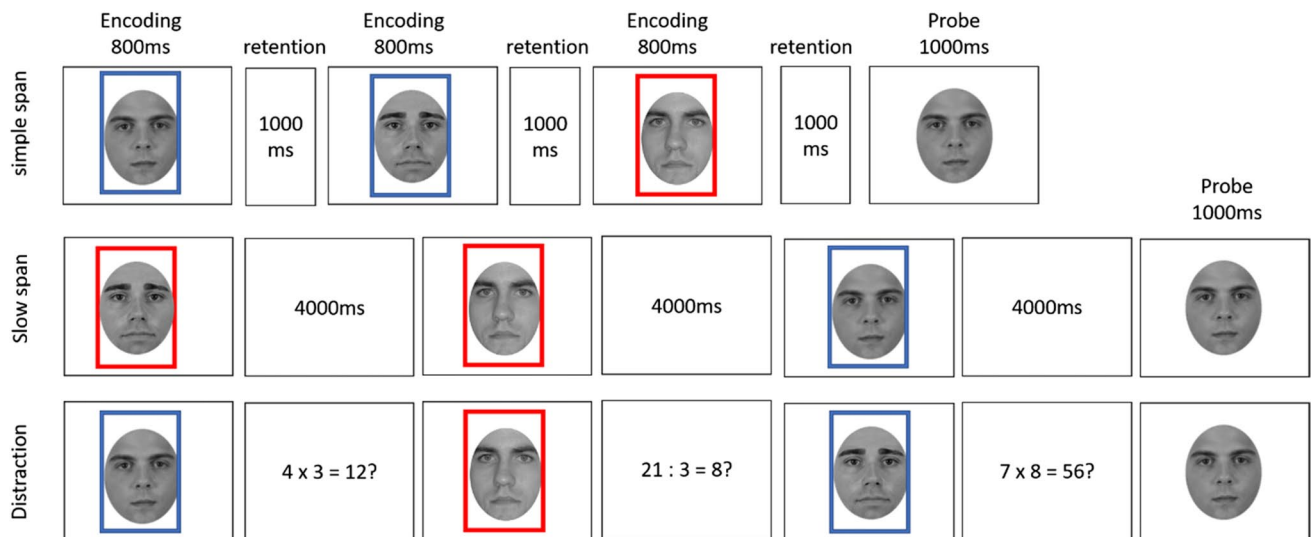 Encoding
800ms
retention
Encoding
800ms
retention
Encoding
800ms
retention
Probe
1000ms
simple span
1000
ms
1000
ms
1000
ms
Probe
1000ms
Slow span
4000ms
4000ms
4000ms
Distraction
4 x 3 = 12?
21 : 3 = 8?
7 x 8 = 56?